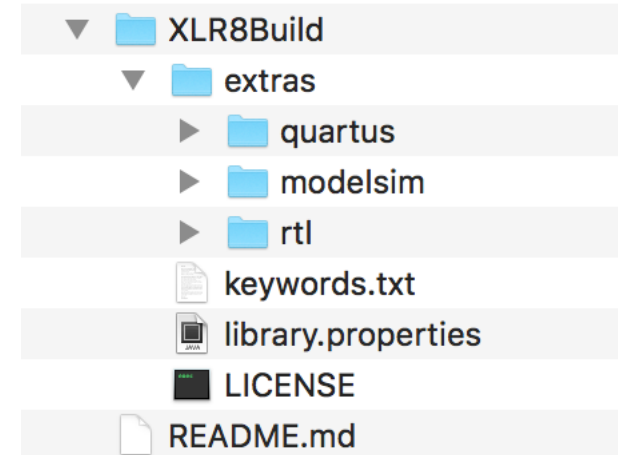 XLR8Build
extras
quartus
modelsim
rtl
keywords.txt
library.properties
LICENSE
README.md